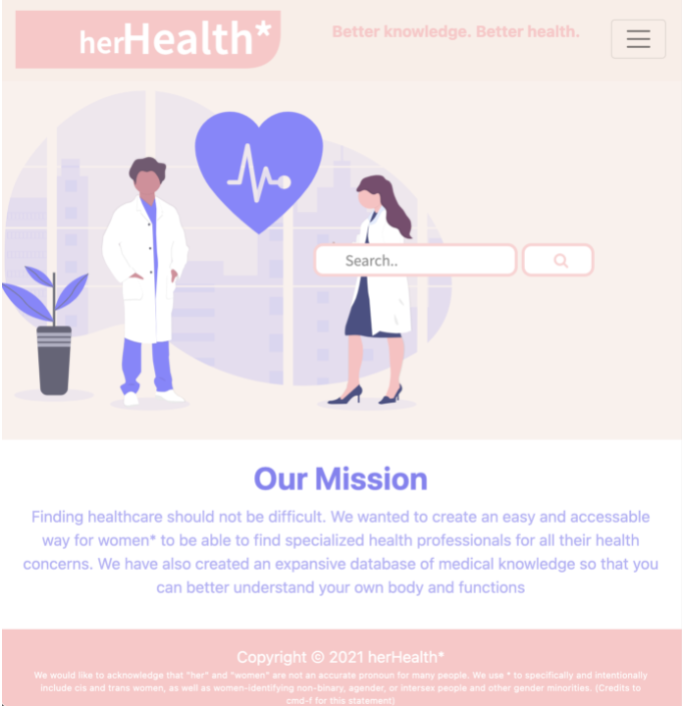 herHealth*
Better knowledge. Better health.
Search..
Our Mission
Finding healthcare should not be difficult. We wanted to create an easy and accessable
way for women* to be able to find specialized health professionals for all their health
concerns. We have also created an expansive database of medical knowledge so that you
can better understand your own body and functions
Copyright © 2021 herHealth*
We would like to acknowledge that "her" and "women" are not an accurate pronoun for many people. We use * to specifically and intentionally
include cis and trans women, as well as women-identifying non-binary, agender, or intersex people and other gender minorities. (Credits to
cmd-f for this statement)